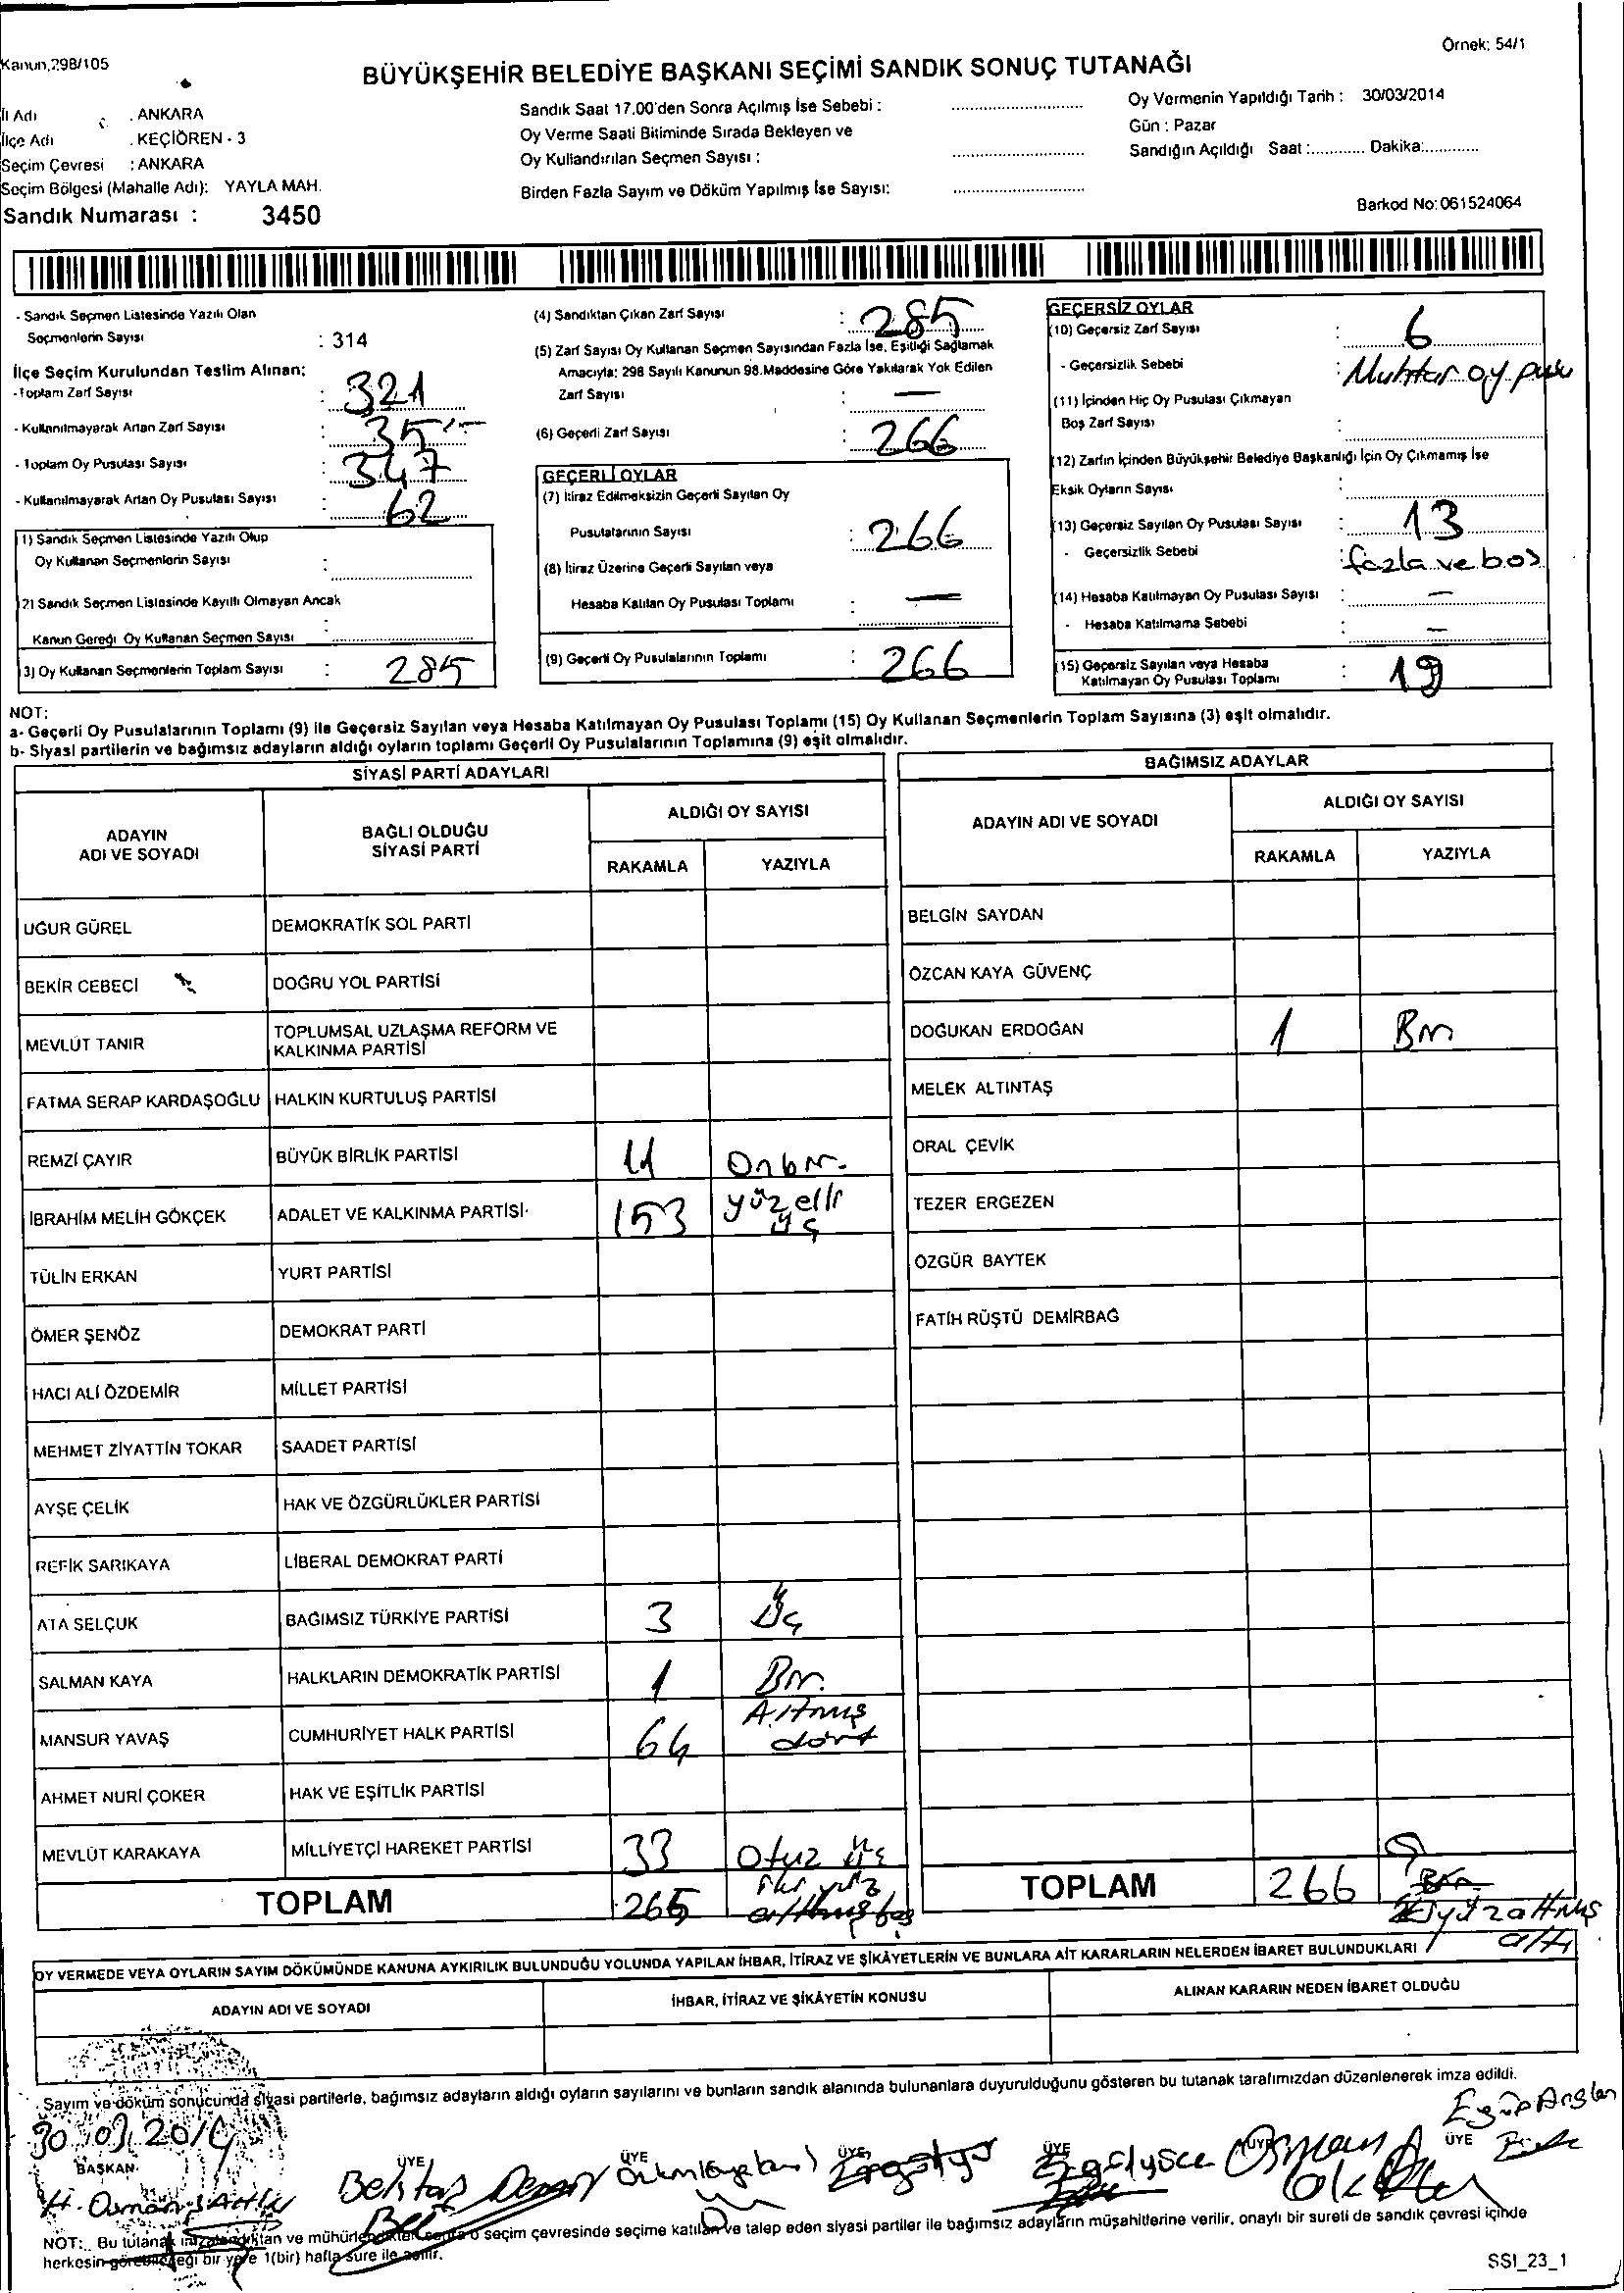 Kanun,298/105
Örnek: 54/1
BÜYÜKŞEHİR BELEDİYE BAŞKANI SEÇİMİ SANDIK SONUÇ TUTANAĞI
İl Adı : ANKARA
İlçe Adı : KEÇİÖREN - 3
Seçim Çevresi : ANKARA
Seçim Bölgesi (Mahalle Adı): YAYLA MAH.
Sandık Numarası : 3450
Sandık Saat 17.00'den Sonra Açılmış İse Sebebi :
Oy Verme Saati Bitiminde Sırada Bekleyen ve
Oy Kullandırılan Seçmen Sayısı :
Birden Fazla Sayım ve Döküm Yapılmış İse Sayısı:
Oy Vermenin Yapıldığı Tarih : 30/03/2014
Gün : Pazar
Sandığın Açıldığı Saat :............ Dakika:............
Barkod No: 061524064
- Sandık Seçmen Listesinde Yazılı Olan
Seçmenlerin Sayısı : 314
İlçe Seçim Kurulundan Teslim Alınan;
-Toplam Zarf Sayısı : 321
- Kullanılmayarak Artan Zarf Sayısı : 35
- Toplam Oy Pusulası Sayısı : 347
- Kullanılmayarak Artan Oy Pusulası Sayısı : 62
1) Sandık Seçmen Listesinde Yazılı Olup
Oy Kullanan Seçmenlerin Sayısı :
2) Sandık Seçmen Listesinde Kayıtlı Olmayan Ancak
Kanun Gereği Oy Kullanan Seçmen Sayısı :
3) Oy Kullanan Seçmenlerin Toplam Sayısı : 285
(4) Sandıktan Çıkan Zarf Sayısı : 285
(5) Zarf Sayısı Oy Kullanan Seçmen Sayısından Fazla İse, Eşitliği Sağlamak
Amacıyla; 298 Sayılı Kanunun 98.Maddesine Göre Yakılarak Yok Edilen
Zarf Sayısı : —
(6) Geçerli Zarf Sayısı : 266
GEÇERLİ OYLAR
(7) İtiraz Edilmeksizin Geçerli Sayılan Oy
Pusulalarının Sayısı : 266
(8) İtiraz Üzerine Geçerli Sayılan veya
Hesaba Katılan Oy Pusulası Toplamı : —
(9) Geçerli Oy Pusulalarının Toplamı : 266
GEÇERSİZ OYLAR
(10) Geçersiz Zarf Sayısı : 6
- Geçersizlik Sebebi : Muhtar oy pusu
(11) İçinden Hiç Oy Pusulası Çıkmayan
Boş Zarf Sayısı :
(12) Zarfın İçinden Büyükşehir Belediye Başkanlığı İçin Oy Çıkmamış İse
Eksik Oyların Sayısı :
(13) Geçersiz Sayılan Oy Pusulası Sayısı : 13
- Geçersizlik Sebebi : fazla ve boş
(14) Hesaba Katılmayan Oy Pusulası Sayısı : —
- Hesaba Katılmama Sebebi : —
(15) Geçersiz Sayılan veya Hesaba
Katılmayan Oy Pusulası Toplamı : 19
NOT:
a- Geçerli Oy Pusulalarının Toplamı (9) ile Geçersiz Sayılan veya Hesaba Katılmayan Oy Pusulası Toplamı (15) Oy Kullanan Seçmenlerin Toplam Sayısına (3) eşit olmalıdır.
b- Siyasi partilerin ve bağımsız adayların aldığı oyların toplamı Geçerli Oy Pusulalarının Toplamına (9) eşit olmalıdır.
SİYASİ PARTİ ADAYLARI
ADAYIN ADI VE SOYADI
BAĞLI OLDUĞU SİYASİ PARTİ
ALDIĞI OY SAYISI
RAKAMLA YAZIYLA
UĞUR GÜREL DEMOKRATİK SOL PARTİ
BEKİR CEBECİ DOĞRU YOL PARTİSİ
MEVLÜT TANIR TOPLUMSAL UZLAŞMA REFORM VE KALKINMA PARTİSİ
FATMA SERAP KARDAŞOĞLU HALKIN KURTULUŞ PARTİSİ
REMZİ ÇAYIR BÜYÜK BİRLİK PARTİSİ 11 Onbir.
İBRAHİM MELİH GÖKÇEK ADALET VE KALKINMA PARTİSİ 153 yüzelli üç
TÜLİN ERKAN YURT PARTİSİ
ÖMER ŞENÖZ DEMOKRAT PARTİ
HACI ALİ ÖZDEMİR MİLLET PARTİSİ
MEHMET ZİYATTİN TOKAR SAADET PARTİSİ
AYŞE ÇELİK HAK VE ÖZGÜRLÜKLER PARTİSİ
REFİK SARIKAYA LİBERAL DEMOKRAT PARTİ
ATA SELÇUK BAĞIMSIZ TÜRKİYE PARTİSİ 3 Üç
SALMAN KAYA HALKLARIN DEMOKRATİK PARTİSİ 1 Bir.
MANSUR YAVAŞ CUMHURİYET HALK PARTİSİ 64 Altmış dört
AHMET NURİ ÇOKER HAK VE EŞİTLİK PARTİSİ
MEVLÜT KARAKAYA MİLLİYETÇİ HAREKET PARTİSİ 33 Otuz üç
TOPLAM 265 iki yüz altmış beş
BAĞIMSIZ ADAYLAR
ADAYIN ADI VE SOYADI
ALDIĞI OY SAYISI
RAKAMLA YAZIYLA
BELGİN SAYDAN
ÖZCAN KAYA GÜVENÇ
DOĞUKAN ERDOĞAN 1 Bir
MELEK ALTINTAŞ
ORAL ÇEVİK
TEZER ERGEZEN
ÖZGÜR BAYTEK
FATİH RÜŞTÜ DEMİRBAĞ
TOPLAM 266 ikiyüzaltmış altı
OY VERMEDE VEYA OYLARIN SAYIM DÖKÜMÜNDE KANUNA AYKIRILIK BULUNDUĞU YOLUNDA YAPILAN İHBAR, İTİRAZ VE ŞİKÂYETLERİN VE BUNLARA AİT KARARLARIN NELERDEN İBARET BULUNDUKLARI
ADAYIN ADI VE SOYADI
İHBAR, İTİRAZ VE ŞİKÂYETİN KONUSU
ALINAN KARARIN NEDEN İBARET OLDUĞU
Sayım ve döküm sonucunda siyasi partilerle, bağımsız adayların aldığı oyların sayılarını ve bunların sandık alanında bulunanlara duyurulduğunu gösteren bu tutanak tarafımızdan düzenlenerek imza edildi.
30.03.2014
BAŞKAN ÜYE ÜYE ÜYE ÜYE ÜYE ÜYE
H. Osman
Bektaş
Osman
Eyüp Arslan
NOT:. Bu tutanak imzalandıktan ve mühürlendikten sonra o seçim çevresinde seçime katılan ve talep eden siyasi partiler ile bağımsız adayların müşahitlerine verilir, onaylı bir sureti de sandık çevresi içinde
herkesin görebileceği bir yere 1(bir) hafta süre ile asılır.
SSI_23_1